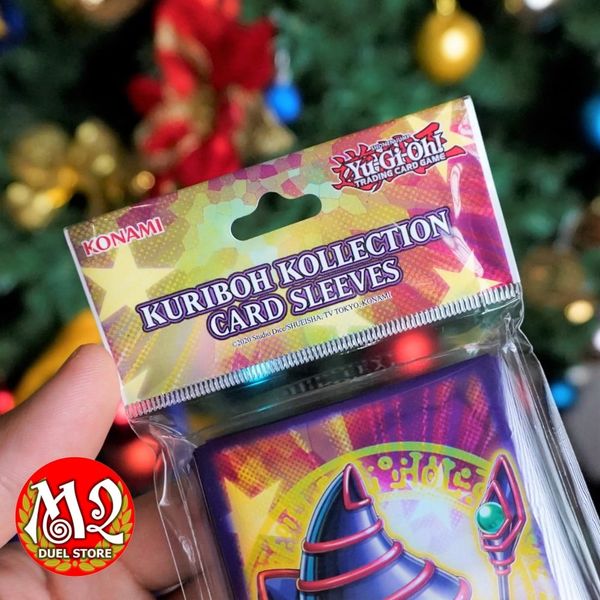 Yu-Gi-Oh!
TRADING CARD GAME
KONAMI
KURIBOH KOLLECTION
CARD SLEEVES
©2020 Studio Dice/SHUEISHA, TV TOKYO, KONAMI
M2
DUEL STORE